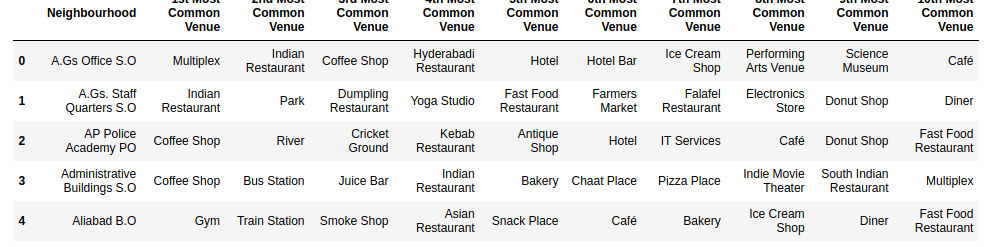 1st Most 2nd Most 3rd Most 4th Most 5th Most 6th Most 7th Most 8th Most 9th Most 10th Most
Neighbourhood Common Common Common Common Common Common Common Common Common Common
Venue Venue Venue Venue Venue Venue Venue Venue Venue Venue
0 A.Gs Office S.O Multiplex Indian Restaurant Coffee Shop Hyderabadi Restaurant Hotel Hotel Bar Ice Cream Shop Performing Arts Venue Science Museum Café
1 A.Gs. Staff Quarters S.O Indian Restaurant Park Dumpling Restaurant Yoga Studio Fast Food Restaurant Farmers Market Falafel Restaurant Electronics Store Donut Shop Diner
2 AP Police Academy PO Coffee Shop River Cricket Ground Kebab Restaurant Antique Shop Hotel IT Services Café Donut Shop Fast Food Restaurant
3 Administrative Buildings S.O Coffee Shop Bus Station Juice Bar Indian Restaurant Bakery Chaat Place Pizza Place Indie Movie Theater South Indian Restaurant Multiplex
4 Aliabad B.O Gym Train Station Smoke Shop Asian Restaurant Snack Place Café Bakery Ice Cream Shop Diner Fast Food Restaurant